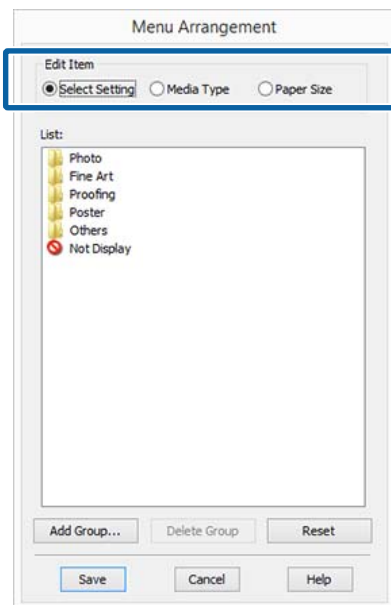 Menu Arrangement
Edit Item
Select Setting Media Type Paper Size
List:
Photo
Fine Art
Proofing
Poster
Others
Not Display
Add Group... Delete Group Reset
Save Cancel Help